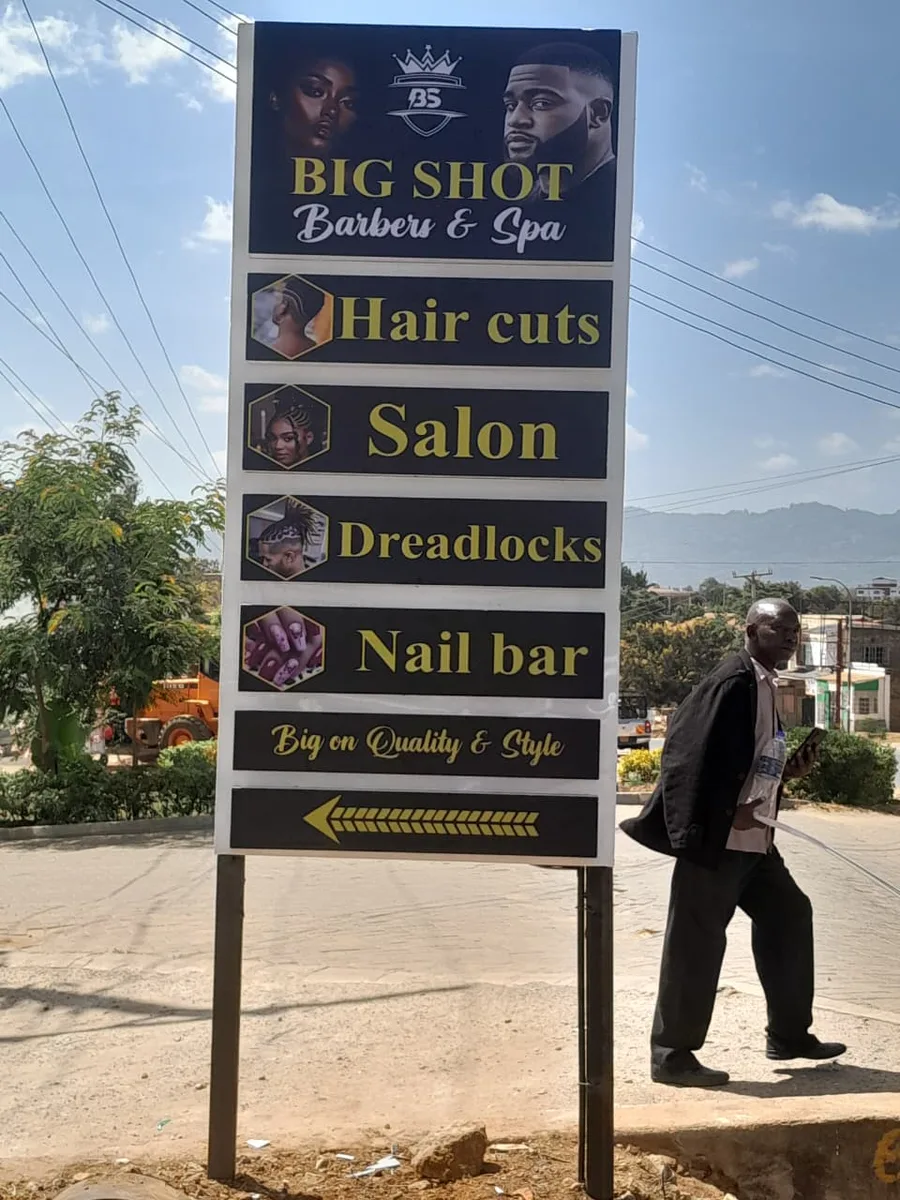 BS
BIG SHOT
Barbers & Spa
Hair cuts
Salon
Dreadlocks
Nail bar
Big on Quality & Style